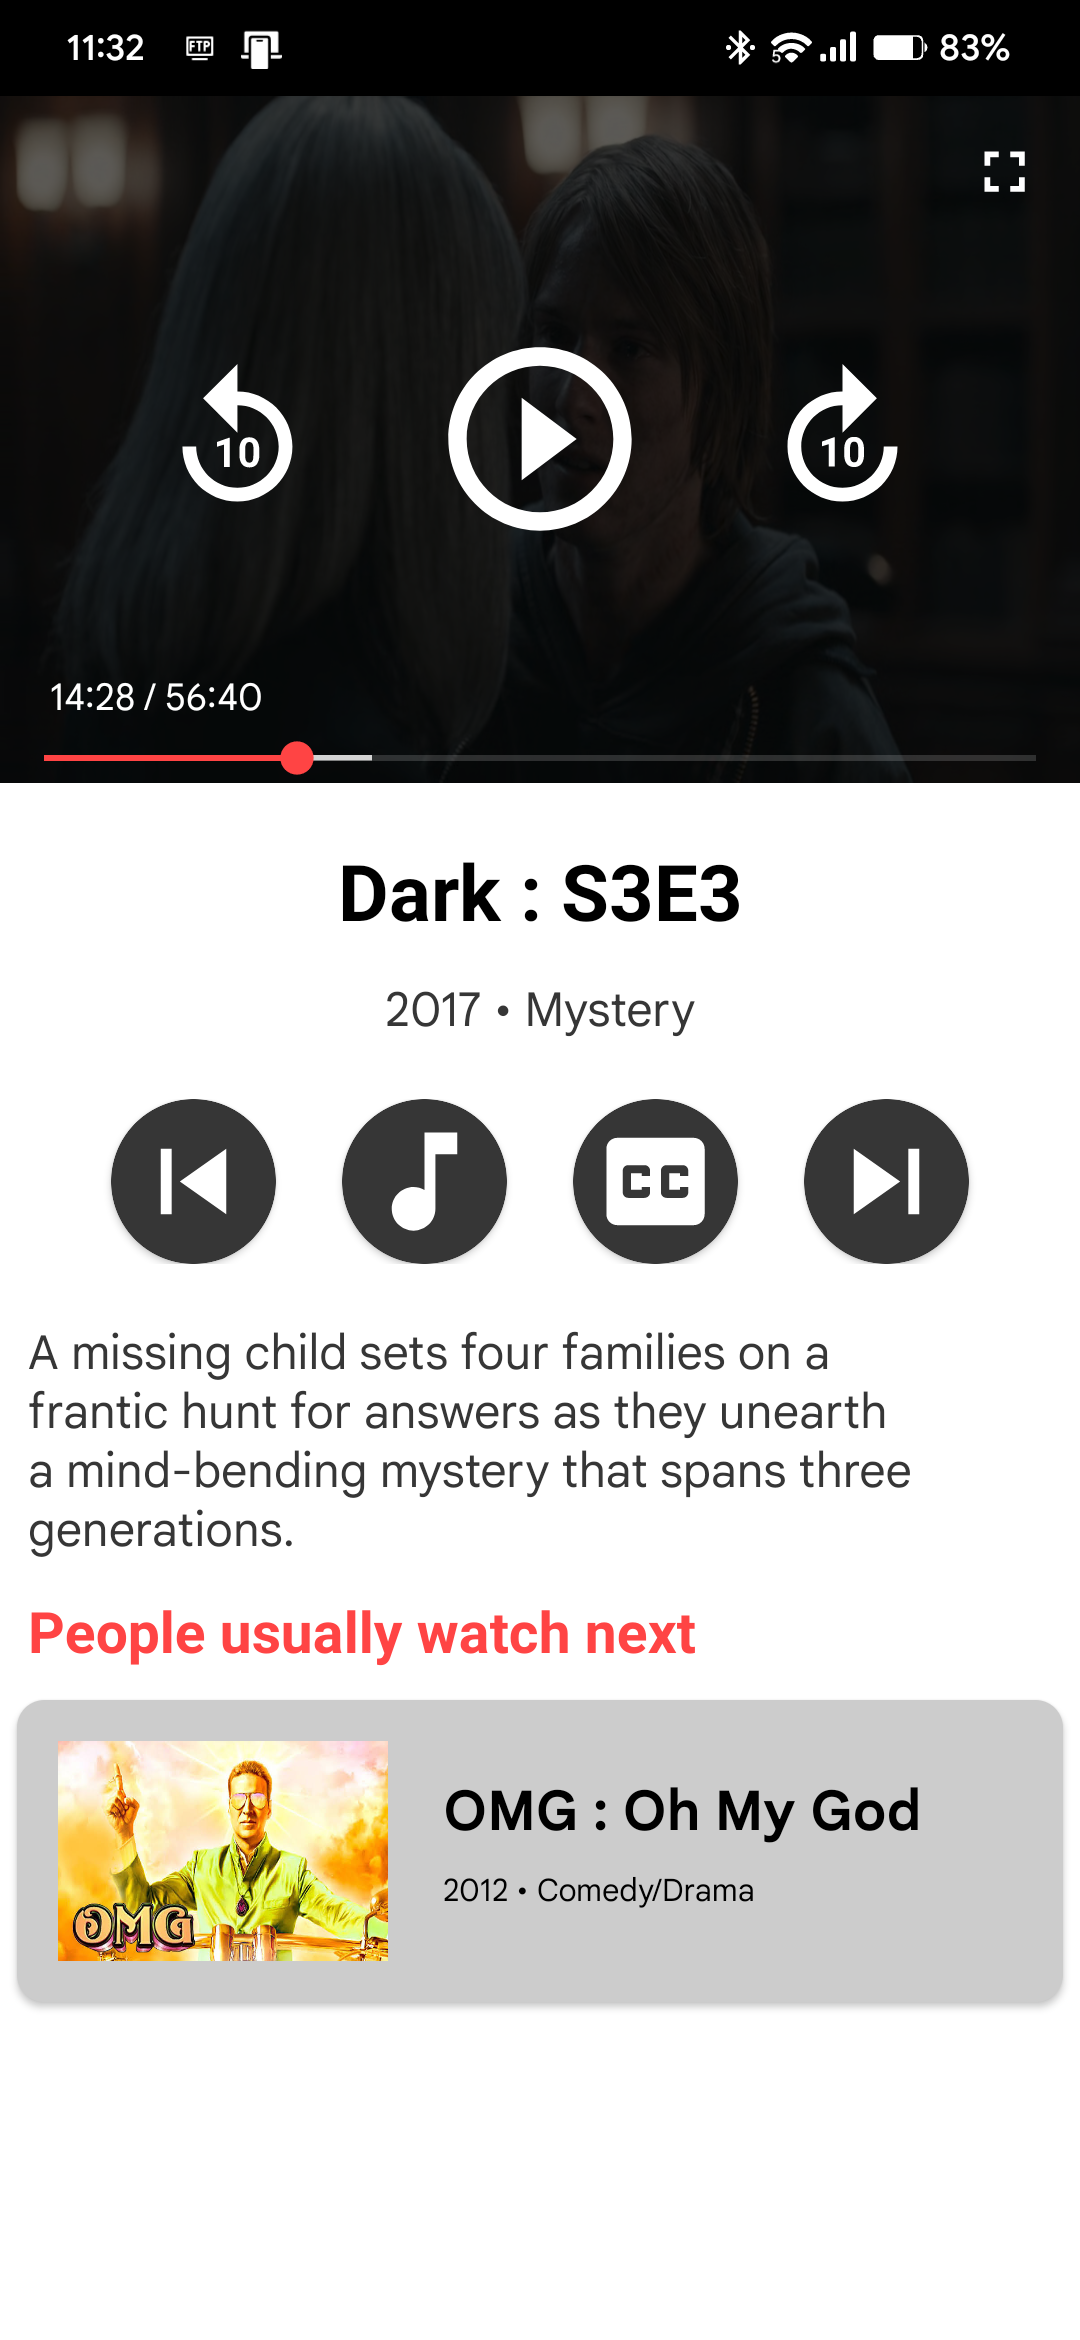 11:32 FTP 5 83%
10 10
14:28 / 56:40
Dark : S3E3
2017 • Mystery
CC
A missing child sets four families on a
frantic hunt for answers as they unearth
a mind-bending mystery that spans three
generations.
People usually watch next
OMG
OMG : Oh My God
2012 • Comedy/Drama